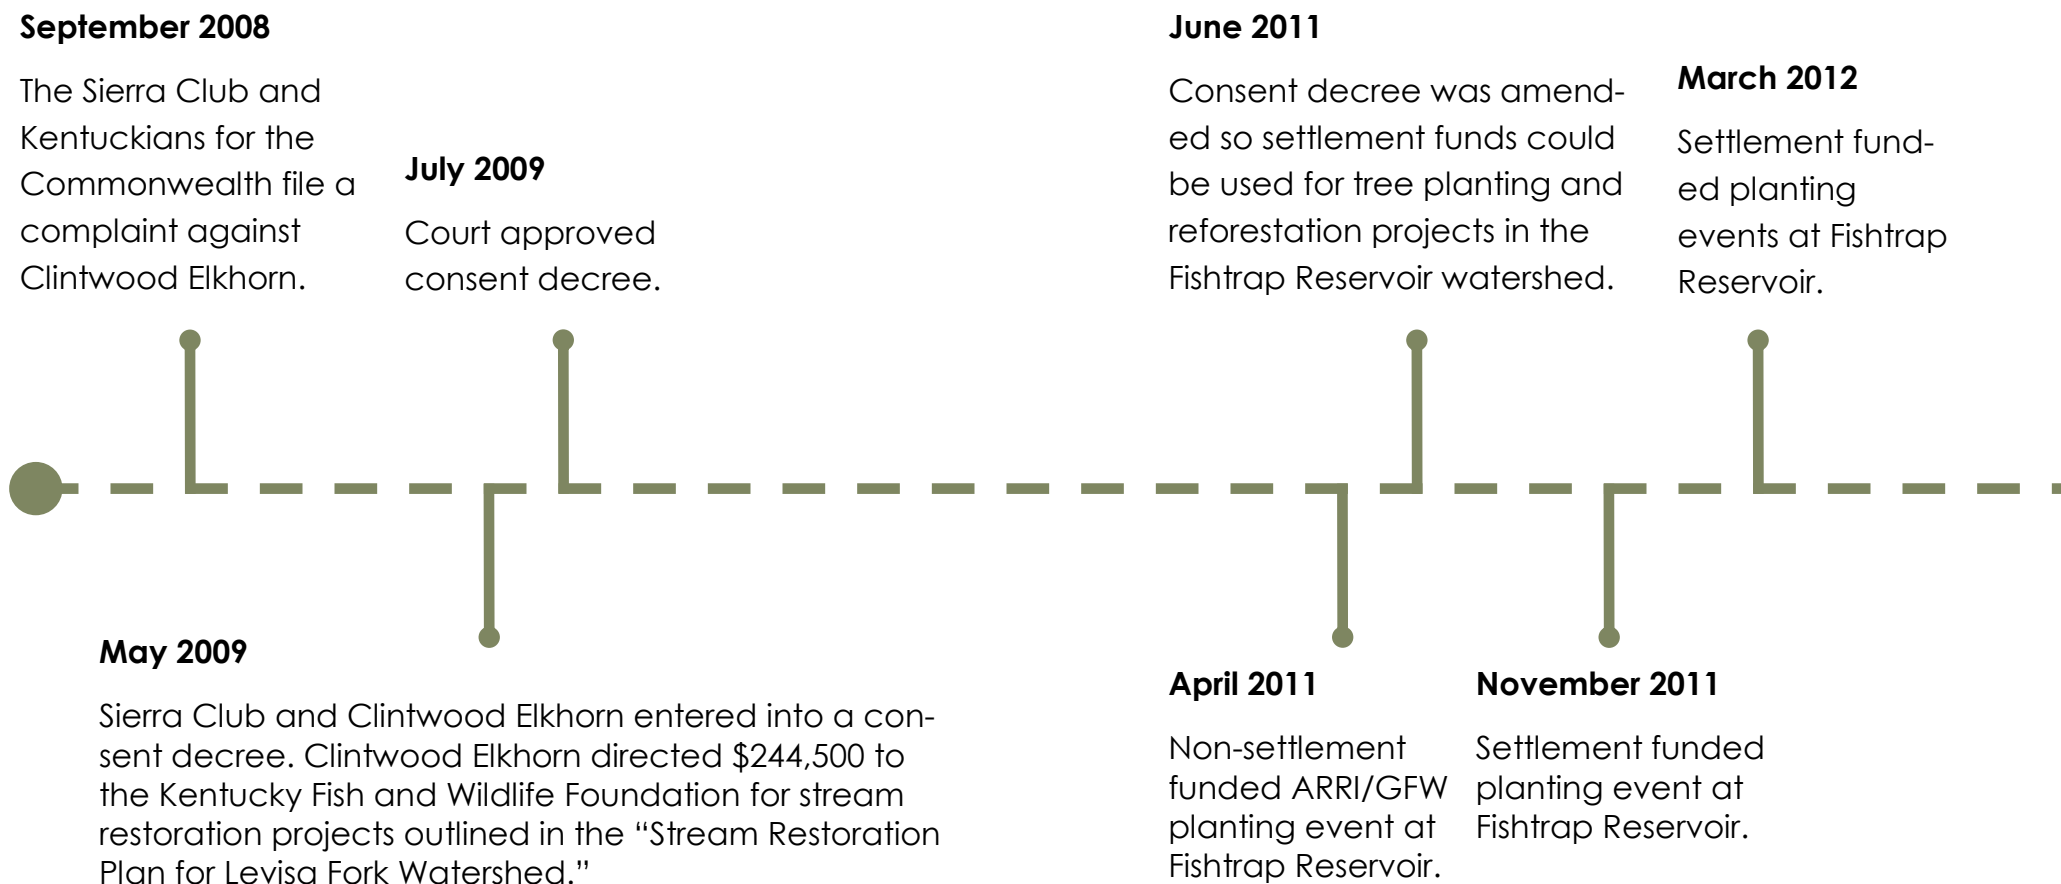 September 2008
The Sierra Club and
Kentuckians for the
Commonwealth file a
complaint against
Clintwood Elkhorn.
July 2009
Court approved
consent decree.
June 2011
Consent decree was amend-
ed so settlement funds could
be used for tree planting and
reforestation projects in the
Fishtrap Reservoir watershed.
March 2012
Settlement fund-
ed planting
events at Fishtrap
Reservoir.
May 2009
Sierra Club and Clintwood Elkhorn entered into a con-
sent decree. Clintwood Elkhorn directed $244,500 to
the Kentucky Fish and Wildlife Foundation for stream
restoration projects outlined in the “Stream Restoration
Plan for Levisa Fork Watershed.”
April 2011
Non-settlement
funded ARRI/GFW
planting event at
Fishtrap Reservoir.
November 2011
Settlement funded
planting event at
Fishtrap Reservoir.